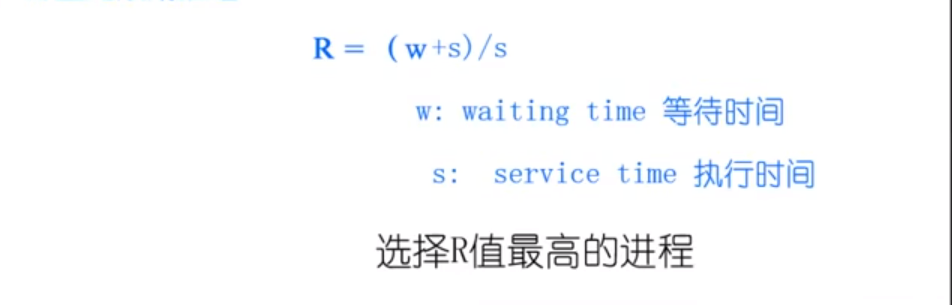 R = (w+s)/s
w: waiting time 等待时间
s: service time 执行时间
选择R值最高的进程